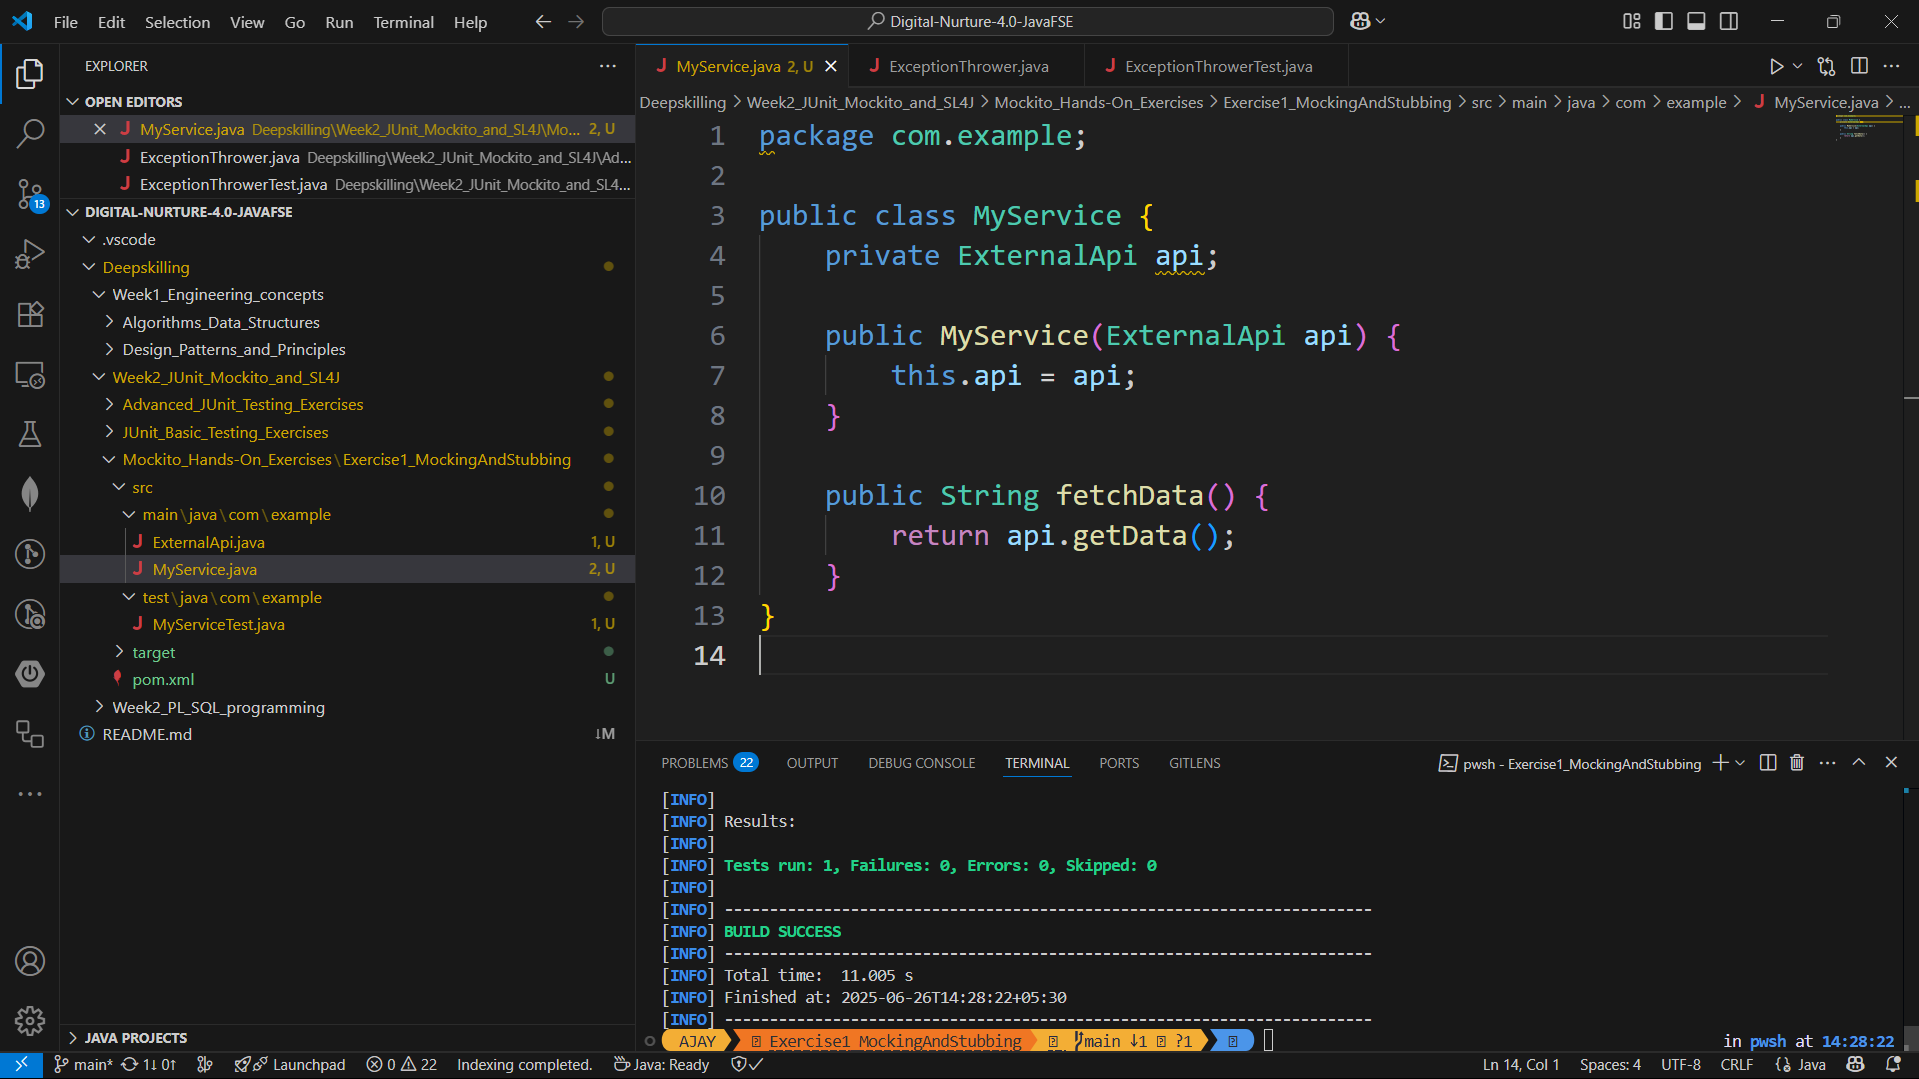 File Edit Selection View Go Run Terminal Help
Digital-Nurture-4.0-JavaFSE
EXPLORER
OPEN EDITORS
MyService.java Deepskilling\Week2_JUnit_Mockito_and_SL4J\Mo... 2, U
ExceptionThrower.java Deepskilling\Week2_JUnit_Mockito_and_SL4J\Ad...
ExceptionThrowerTest.java Deepskilling\Week2_JUnit_Mockito_and_SL4...
DIGITAL-NURTURE-4.0-JAVAFSE
.vscode
Deepskilling
Week1_Engineering_concepts
Algorithms_Data_Structures
Design_Patterns_and_Principles
Week2_JUnit_Mockito_and_SL4J
Advanced_JUnit_Testing_Exercises
JUnit_Basic_Testing_Exercises
Mockito_Hands-On_Exercises\Exercise1_MockingAndStubbing
src
main\java\com\example
ExternalApi.java 1, U
MyService.java 2, U
test\java\com\example
MyServiceTest.java 1, U
target
pom.xml U
Week2_PL_SQL_programming
README.md ↓M
JAVA PROJECTS
13
MyService.java 2, U
ExceptionThrower.java
ExceptionThrowerTest.java
Deepskilling > Week2_JUnit_Mockito_and_SL4J > Mockito_Hands-On_Exercises > Exercise1_MockingAndStubbing > src > main > java > com > example > MyService.java > ...
1 package com.example;
2
3 public class MyService {
4 private ExternalApi api;
5
6 public MyService(ExternalApi api) {
7 this.api = api;
8 }
9
10 public String fetchData() {
11 return api.getData();
12 }
13 }
14
PROBLEMS 22 OUTPUT DEBUG CONSOLE TERMINAL PORTS GITLENS
pwsh - Exercise1_MockingAndStubbing
[INFO]
[INFO] Results:
[INFO]
[INFO] Tests run: 1, Failures: 0, Errors: 0, Skipped: 0
[INFO]
[INFO] ------------------------------------------------------------------------
[INFO] BUILD SUCCESS
[INFO] ------------------------------------------------------------------------
[INFO] Total time:  11.005 s
[INFO] Finished at: 2025-06-26T14:28:22+05:30
[INFO] ------------------------------------------------------------------------
AJAY Exercise1_MockingAndStubbing main ↓1 ?1
in pwsh at 14:28:22
main* 1↓ 0↑ Launchpad 0 22 Indexing completed. Java: Ready
Ln 14, Col 1 Spaces: 4 UTF-8 CRLF {} Java